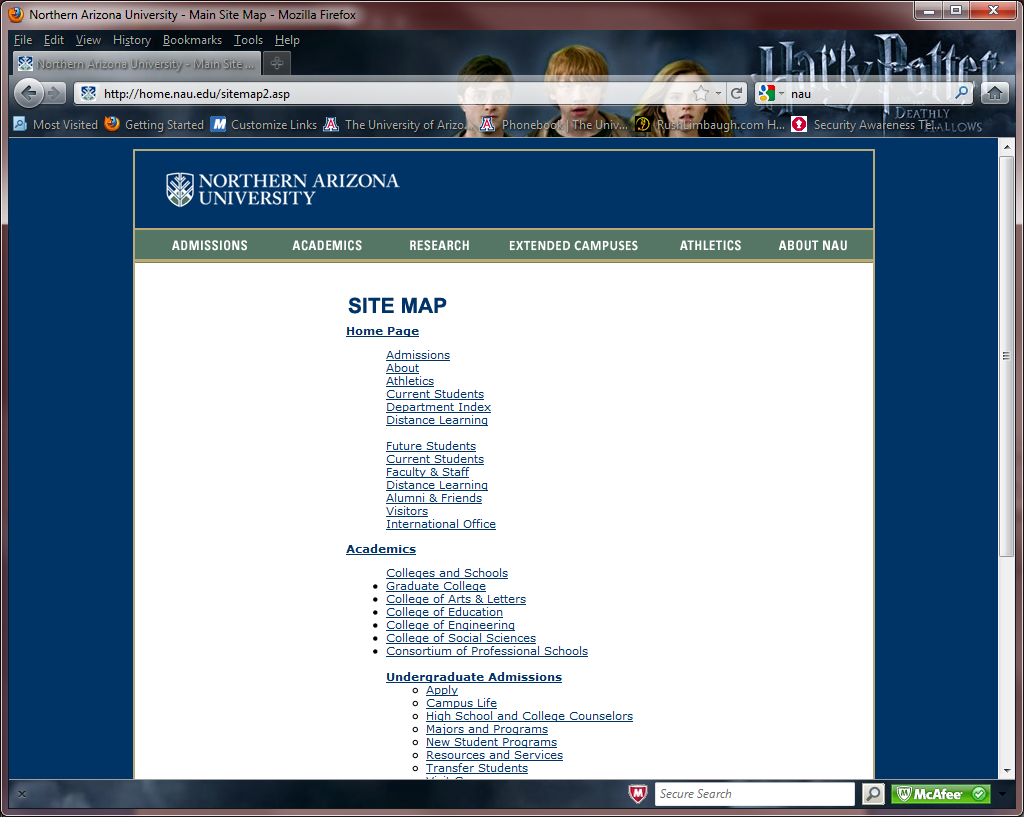 Northern Arizona University - Main Site Map - Mozilla Firefox
File Edit View History Bookmarks Tools Help
Northern Arizona University - Main Site ...
Harry Potter
http://home.nau.edu/sitemap2.asp
nau
DEATHLY HALLOWS
Most Visited Getting Started Customize Links The University of Arizo... Phonebook | The Univ... RushLimbaugh.com H... Security Awareness Te...
NORTHERN ARIZONA
UNIVERSITY
ADMISSIONS ACADEMICS RESEARCH EXTENDED CAMPUSES ATHLETICS ABOUT NAU
SITE MAP
Home Page
Admissions
About
Athletics
Current Students
Department Index
Distance Learning
Future Students
Current Students
Faculty & Staff
Distance Learning
Alumni & Friends
Visitors
International Office
Academics
Colleges and Schools
Graduate College
College of Arts & Letters
College of Education
College of Engineering
College of Social Sciences
Consortium of Professional Schools
Undergraduate Admissions
Apply
Campus Life
High School and College Counselors
Majors and Programs
New Student Programs
Resources and Services
Transfer Students
Secure Search
McAfee